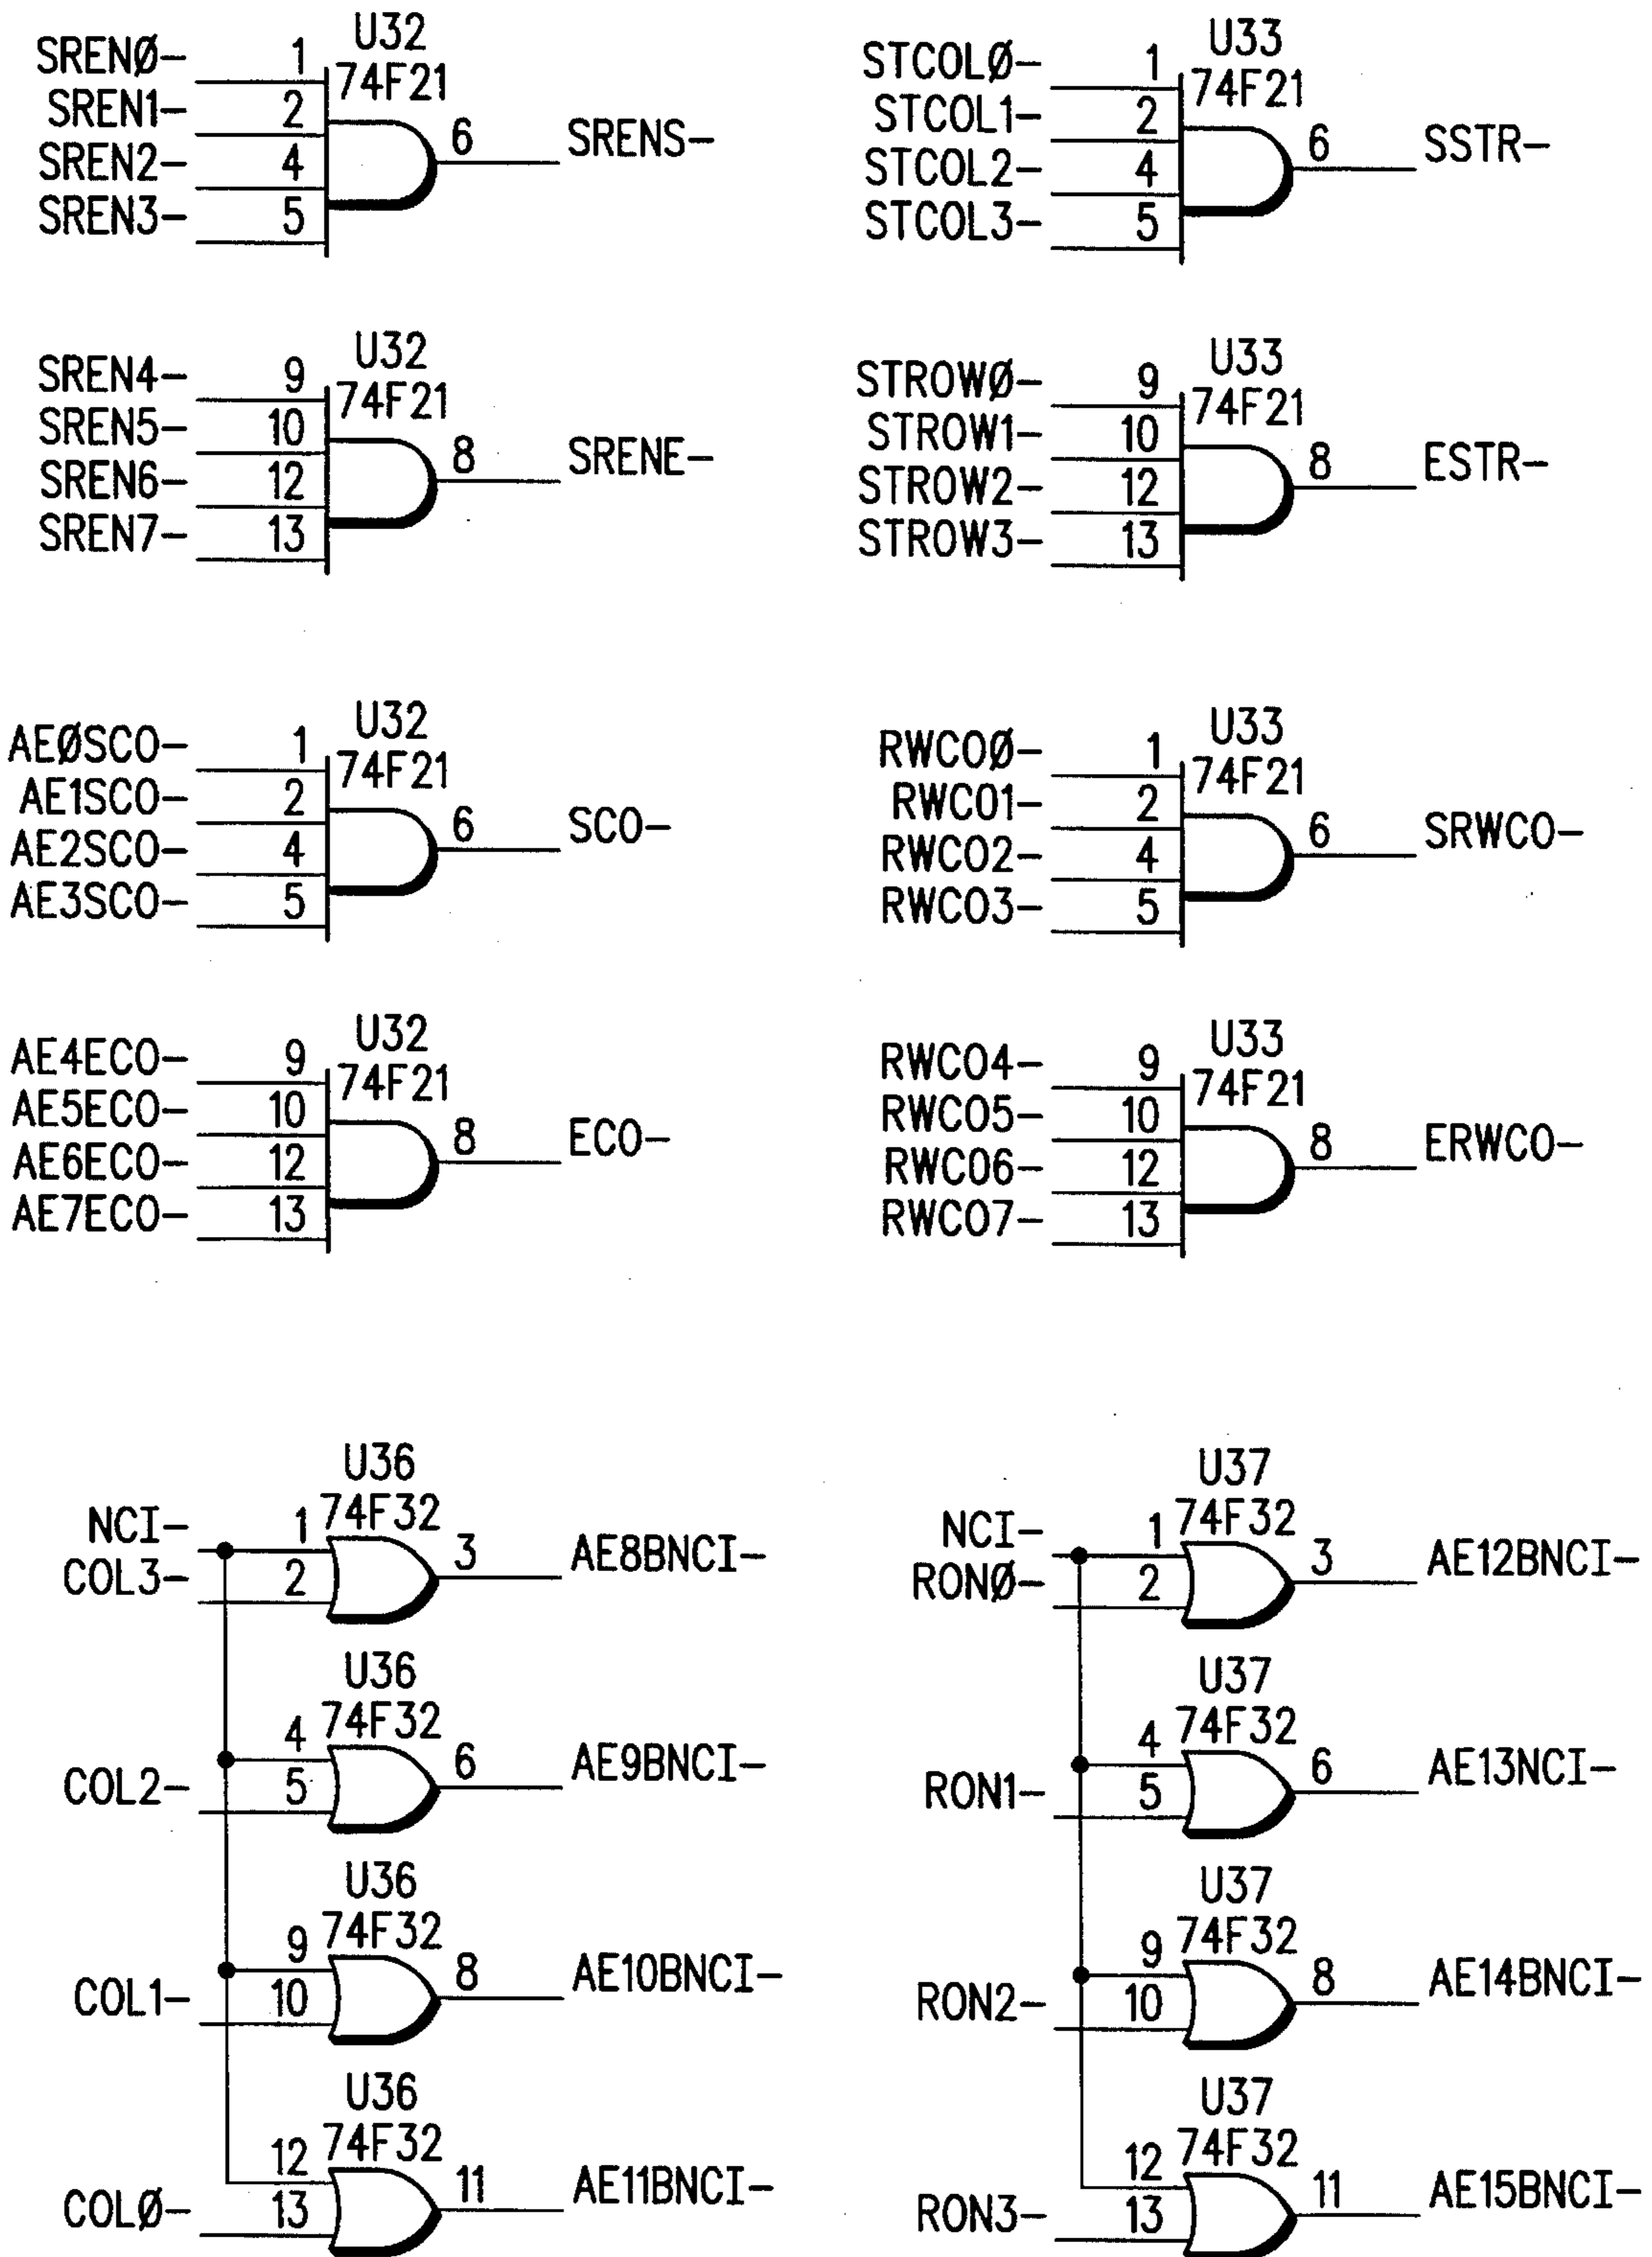 SRENØ- 1 U32
74F21
SREN1- 2
SREN2- 4 6 SRENS-
SREN3- 5
STCOLØ- 1 U33
74F21
STCOL1- 2
STCOL2- 4 6 SSTR-
STCOL3- 5
SREN4- 9 U32
74F21
SREN5- 10
SREN6- 12 8 SRENE-
SREN7- 13
STROWØ- 9 U33
74F21
STROW1- 10
STROW2- 12 8 ESTR-
STROW3- 13
AEØSCO- 1 U32
74F21
AE1SCO- 2
AE2SCO- 4 6 SCO-
AE3SCO- 5
RWCOØ- 1 U33
74F21
RWCO1- 2
RWCO2- 4 6 SRWCO-
RWCO3- 5
AE4ECO- 9 U32
74F21
AE5ECO- 10
AE6ECO- 12 8 ECO-
AE7ECO- 13
RWCO4- 9 U33
74F21
RWCO5- 10
RWCO6- 12 8 ERWCO-
RWCO7- 13
U36
NCI- 1 74F32
COL3- 2 3 AE8BNCI-
U36
4 74F32
COL2- 5 6 AE9BNCI-
U36
9 74F32
COL1- 10 8 AE10BNCI-
U36
12 74F32
COLØ- 13 11 AE11BNCI-
U37
NCI- 1 74F32
RONØ- 2 3 AE12BNCI-
U37
4 74F32
RON1- 5 6 AE13NCI-
U37
9 74F32
RON2- 10 8 AE14BNCI-
U37
12 74F32
RON3- 13 11 AE15BNCI-